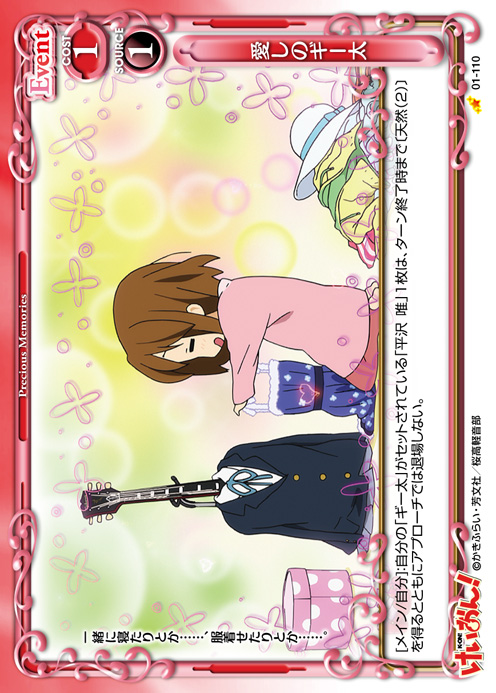 Event
COST
1
SOURCE
1
愛しのギー太
01-110
Precious Memories
一緒に寝たりとか……、服着せたりとか……。
[メイン/自分]:自分の「ギー太」がセットされている「平沢 唯」1枚は、ターン終了時まで〔天然(2)〕
を得るとともにアプローチでは退場しない。
けいおん!
K-ON!
©かきふらい・芳文社/桜高軽音部